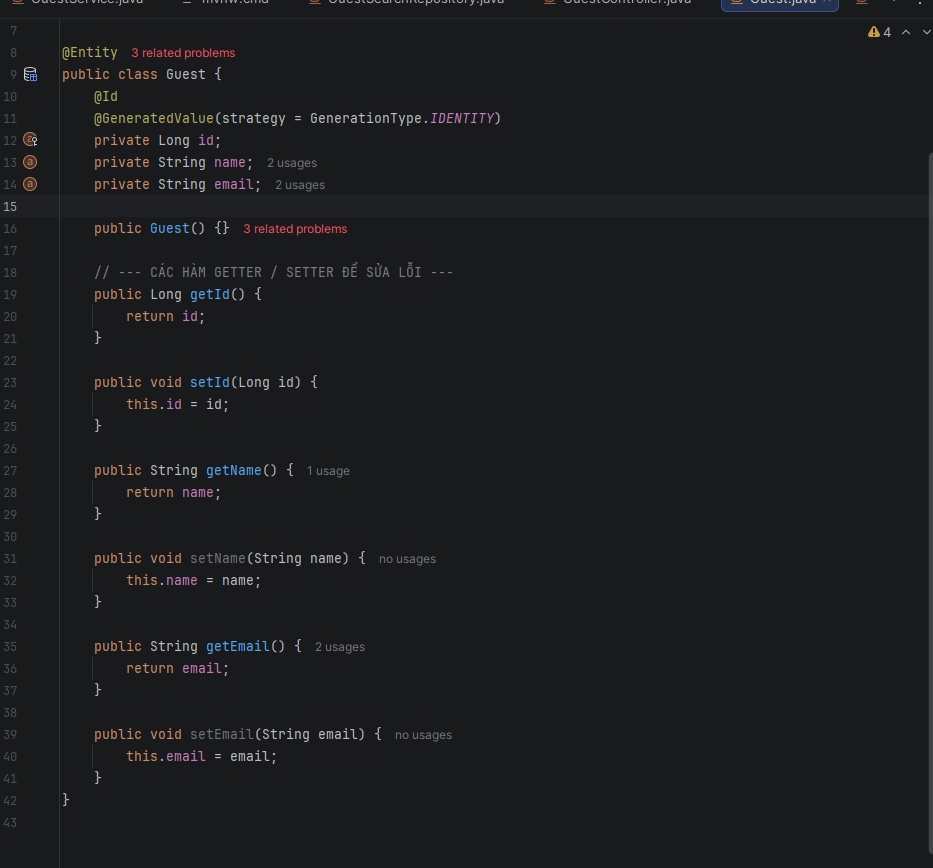 GuestService.java mvnw.cmd GuestSearchRepository.java GuestController.java Guest.java
4
7
8 @Entity 3 related problems
9 public class Guest {
10 @Id
11 @GeneratedValue(strategy = GenerationType.IDENTITY)
12 private Long id;
13 private String name; 2 usages
14 private String email; 2 usages
15
16 public Guest() {} 3 related problems
17
18 // --- CÁC HÀM GETTER / SETTER ĐỂ SỬA LỖI ---
19 public Long getId() {
20 return id;
21 }
22
23 public void setId(Long id) {
24 this.id = id;
25 }
26
27 public String getName() { 1 usage
28 return name;
29 }
30
31 public void setName(String name) { no usages
32 this.name = name;
33 }
34
35 public String getEmail() { 2 usages
36 return email;
37 }
38
39 public void setEmail(String email) { no usages
40 this.email = email;
41 }
42 }
43